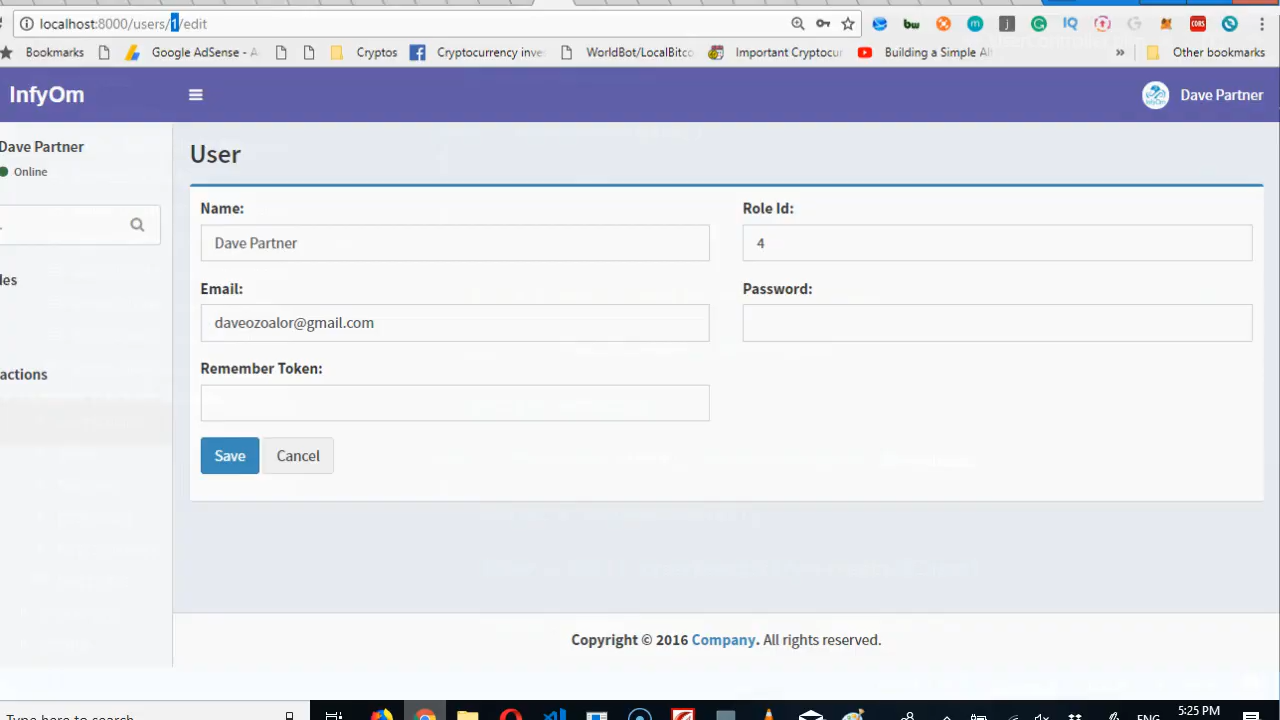 localhost:8000/users/1/edit
Bookmarks
Google AdSense - A
Cryptos
Cryptocurrency inve
WorldBot/LocalBitco
Important Cryptocur
Building a Simple AI
»
Other bookmarks
InfyOm
Dave Partner
Dave Partner
Online
User
Name:
Role Id:
Dave Partner
4
Email:
Password:
daveozoalor@gmail.com
Remember Token:
Save
Cancel
les
actions
Copyright © 2016 Company. All rights reserved.
Type here to search
ENG
5:25 PM